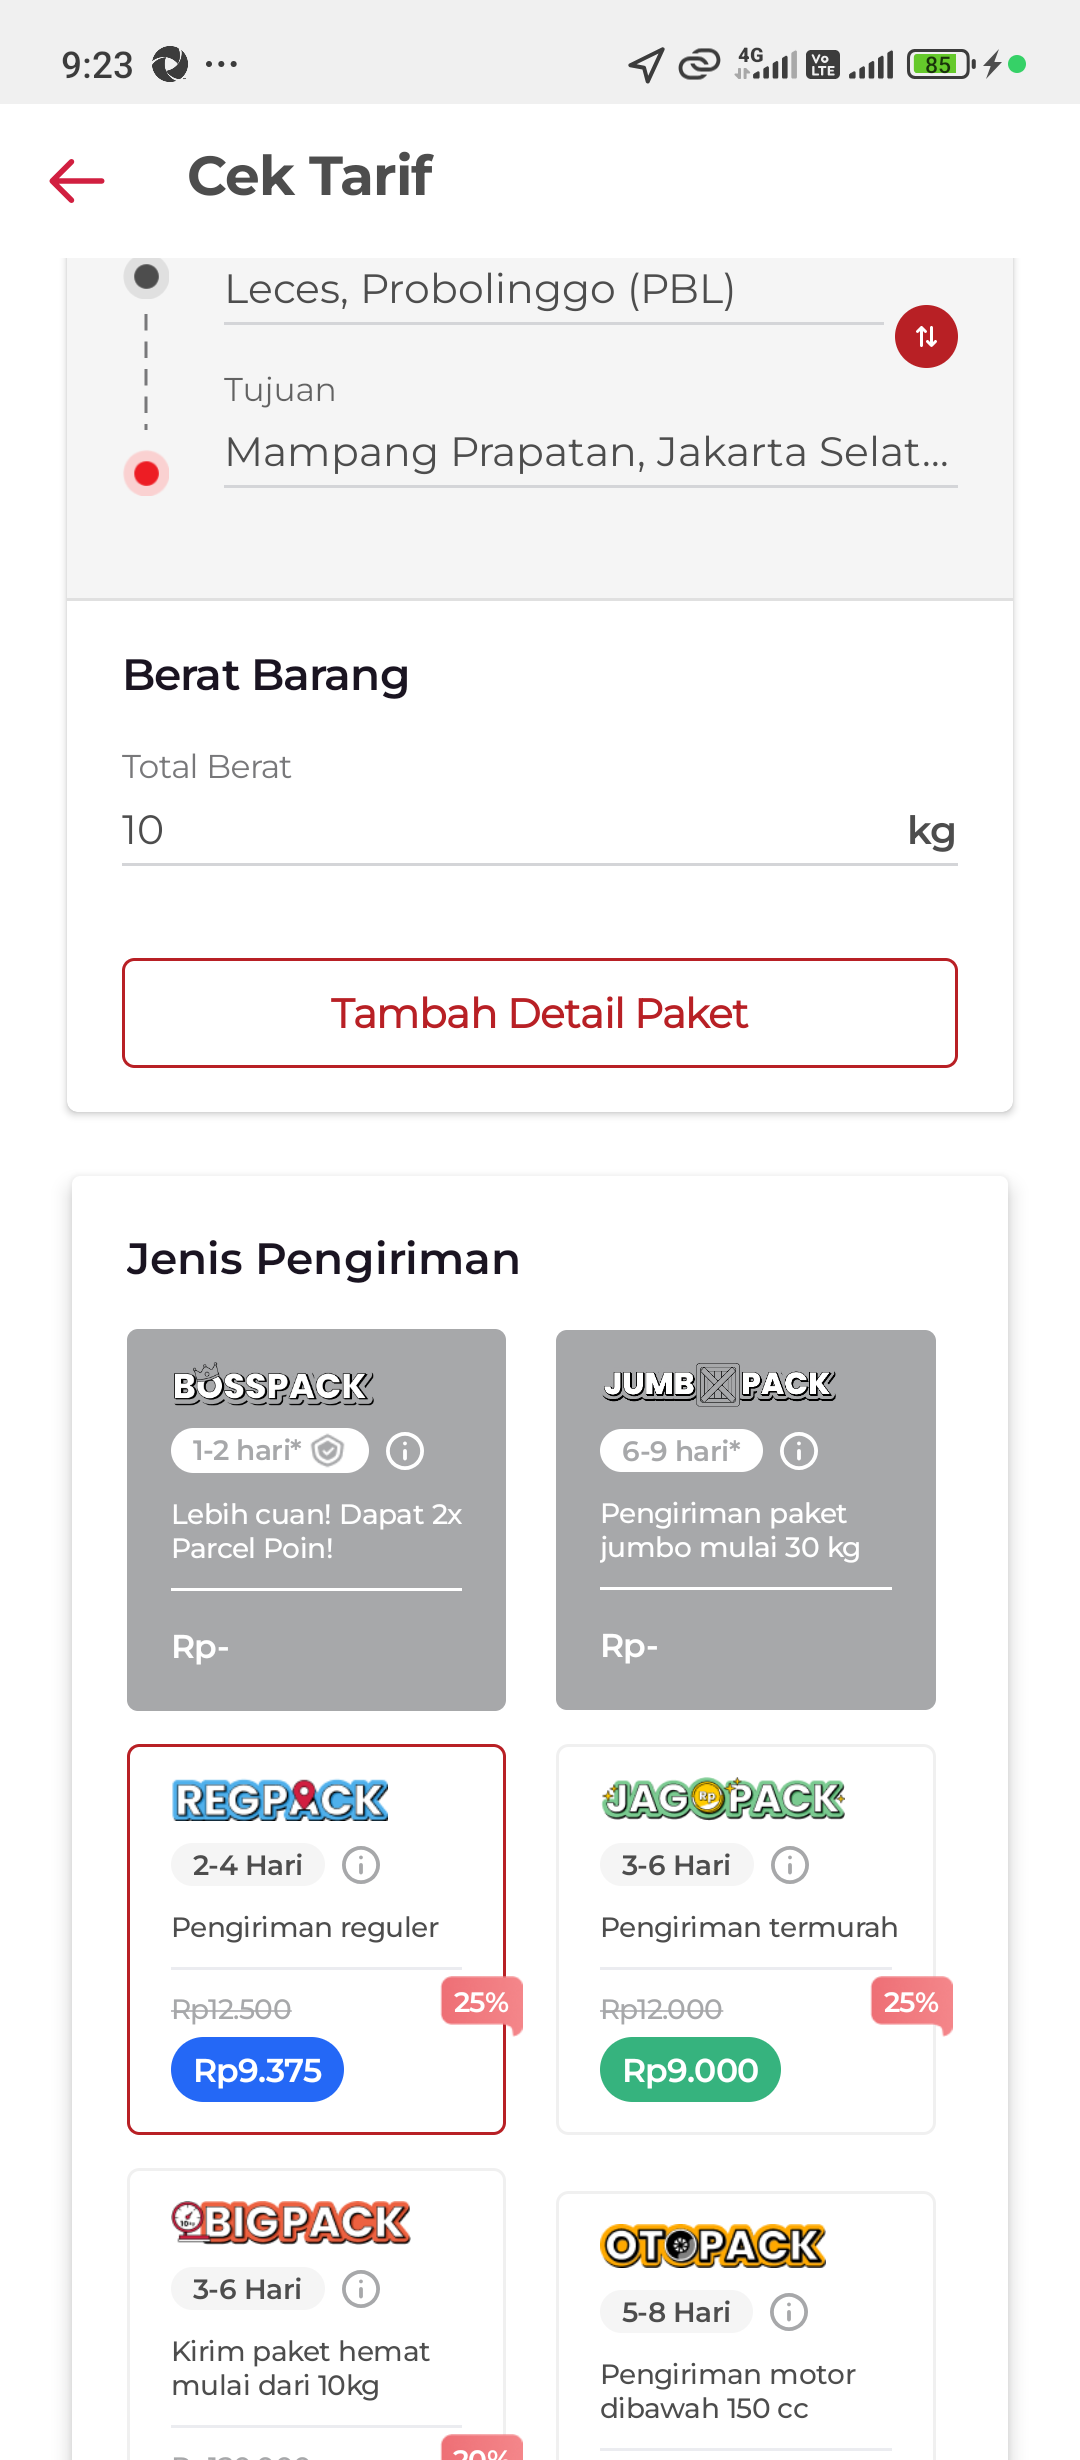 9:23
4G
Vo
LTE
85
Cek Tarif
Leces, Probolinggo (PBL)
Tujuan
Mampang Prapatan, Jakarta Selat...
Berat Barang
Total Berat
10 kg
Tambah Detail Paket
Jenis Pengiriman
BOSSPACK
1-2 hari*
Lebih cuan! Dapat 2x
Parcel Poin!
Rp-
JUMBOPACK
6-9 hari*
Pengiriman paket
jumbo mulai 30 kg
Rp-
REGPACK
2-4 Hari
Pengiriman reguler
Rp12.500
25%
Rp9.375
JAGOPACK
3-6 Hari
Pengiriman termurah
Rp12.000
25%
Rp9.000
BIGPACK
3-6 Hari
Kirim paket hemat
mulai dari 10kg
20%
OTOPACK
5-8 Hari
Pengiriman motor
dibawah 150 cc